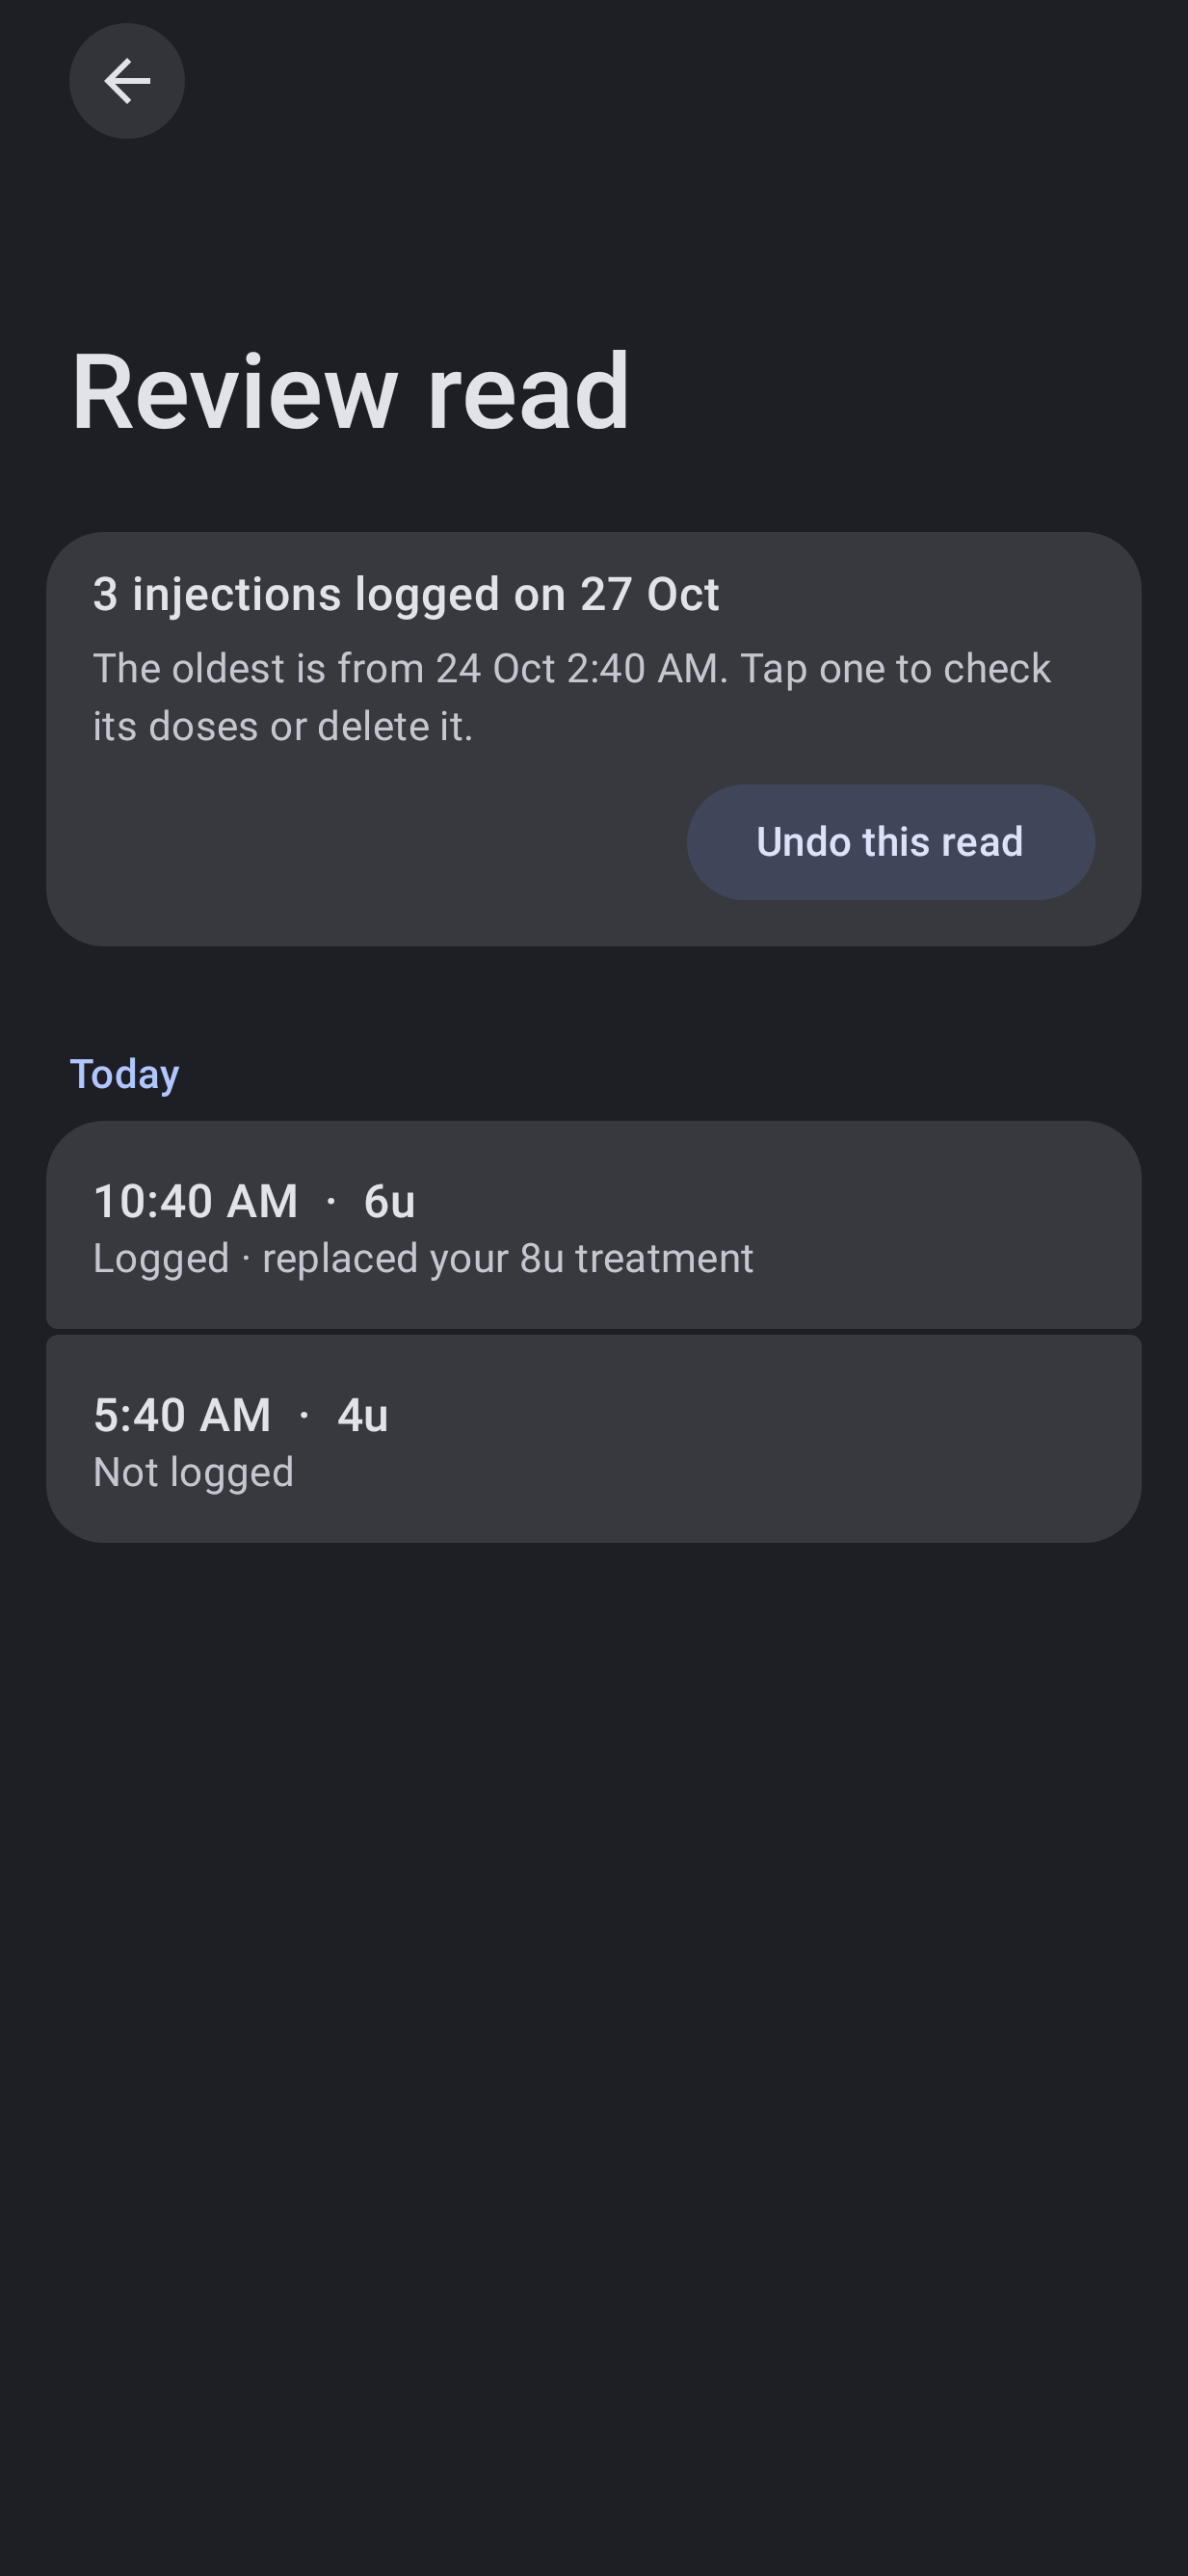 Review read
3 injections logged on 27 Oct
The oldest is from 24 Oct 2:40 AM. Tap one to check
its doses or delete it.
Undo this read
Today
10:40 AM · 6u
Logged · replaced your 8u treatment
5:40 AM · 4u
Not logged